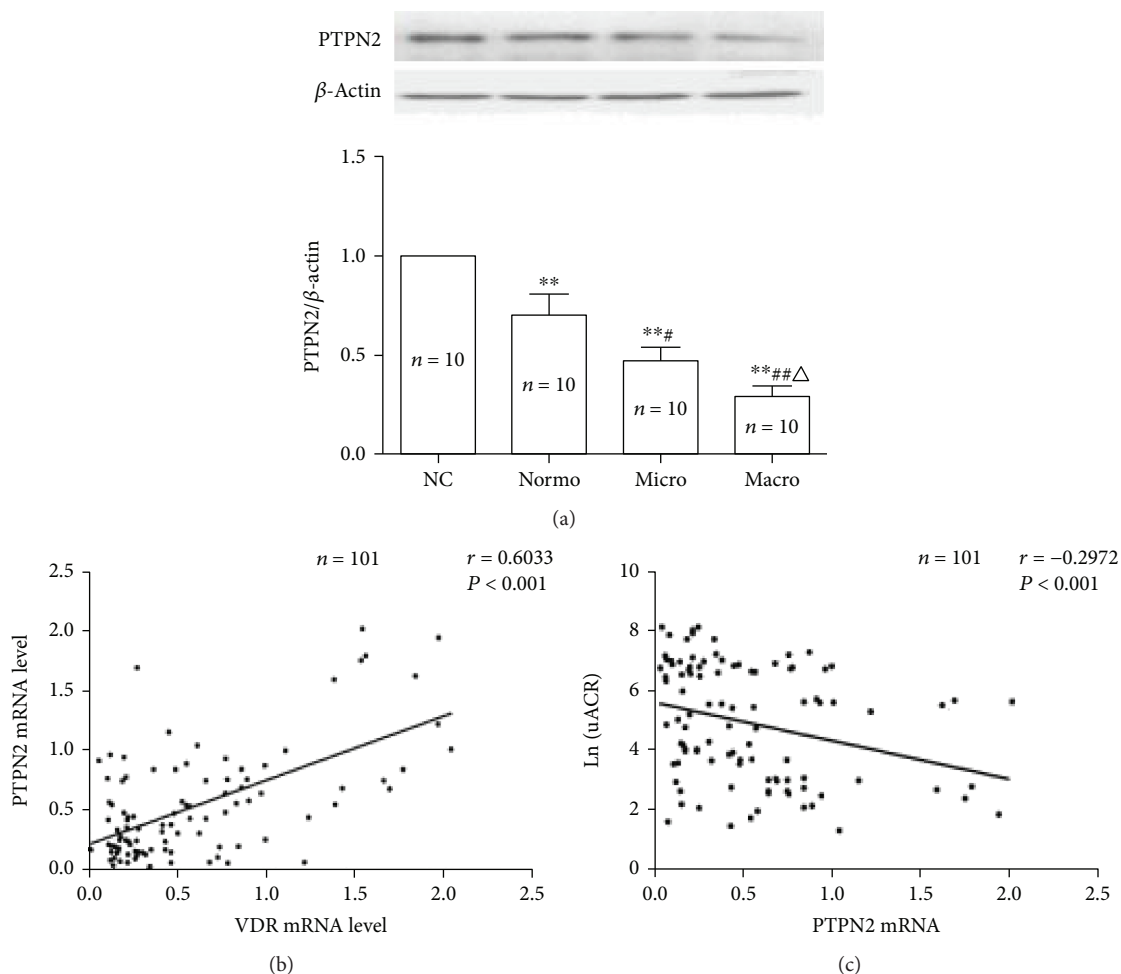 PTPN2
β-Actin
1.5
1.0
0.5
0.0
PTPN2/β-actin
**
**#
**##△
n = 10
n = 10
n = 10
n = 10
NC Normo Micro Macro
(a)
n = 101 r = 0.6033
P < 0.001
2.5
2.0
1.5
1.0
0.5
0.0
PTPN2 mRNA level
0.0 0.5 1.0 1.5 2.0 2.5
VDR mRNA level
(b)
n = 101 r = −0.2972
P < 0.001
10
8
6
4
2
0
Ln (uACR)
0.0 0.5 1.0 1.5 2.0 2.5
PTPN2 mRNA
(c)